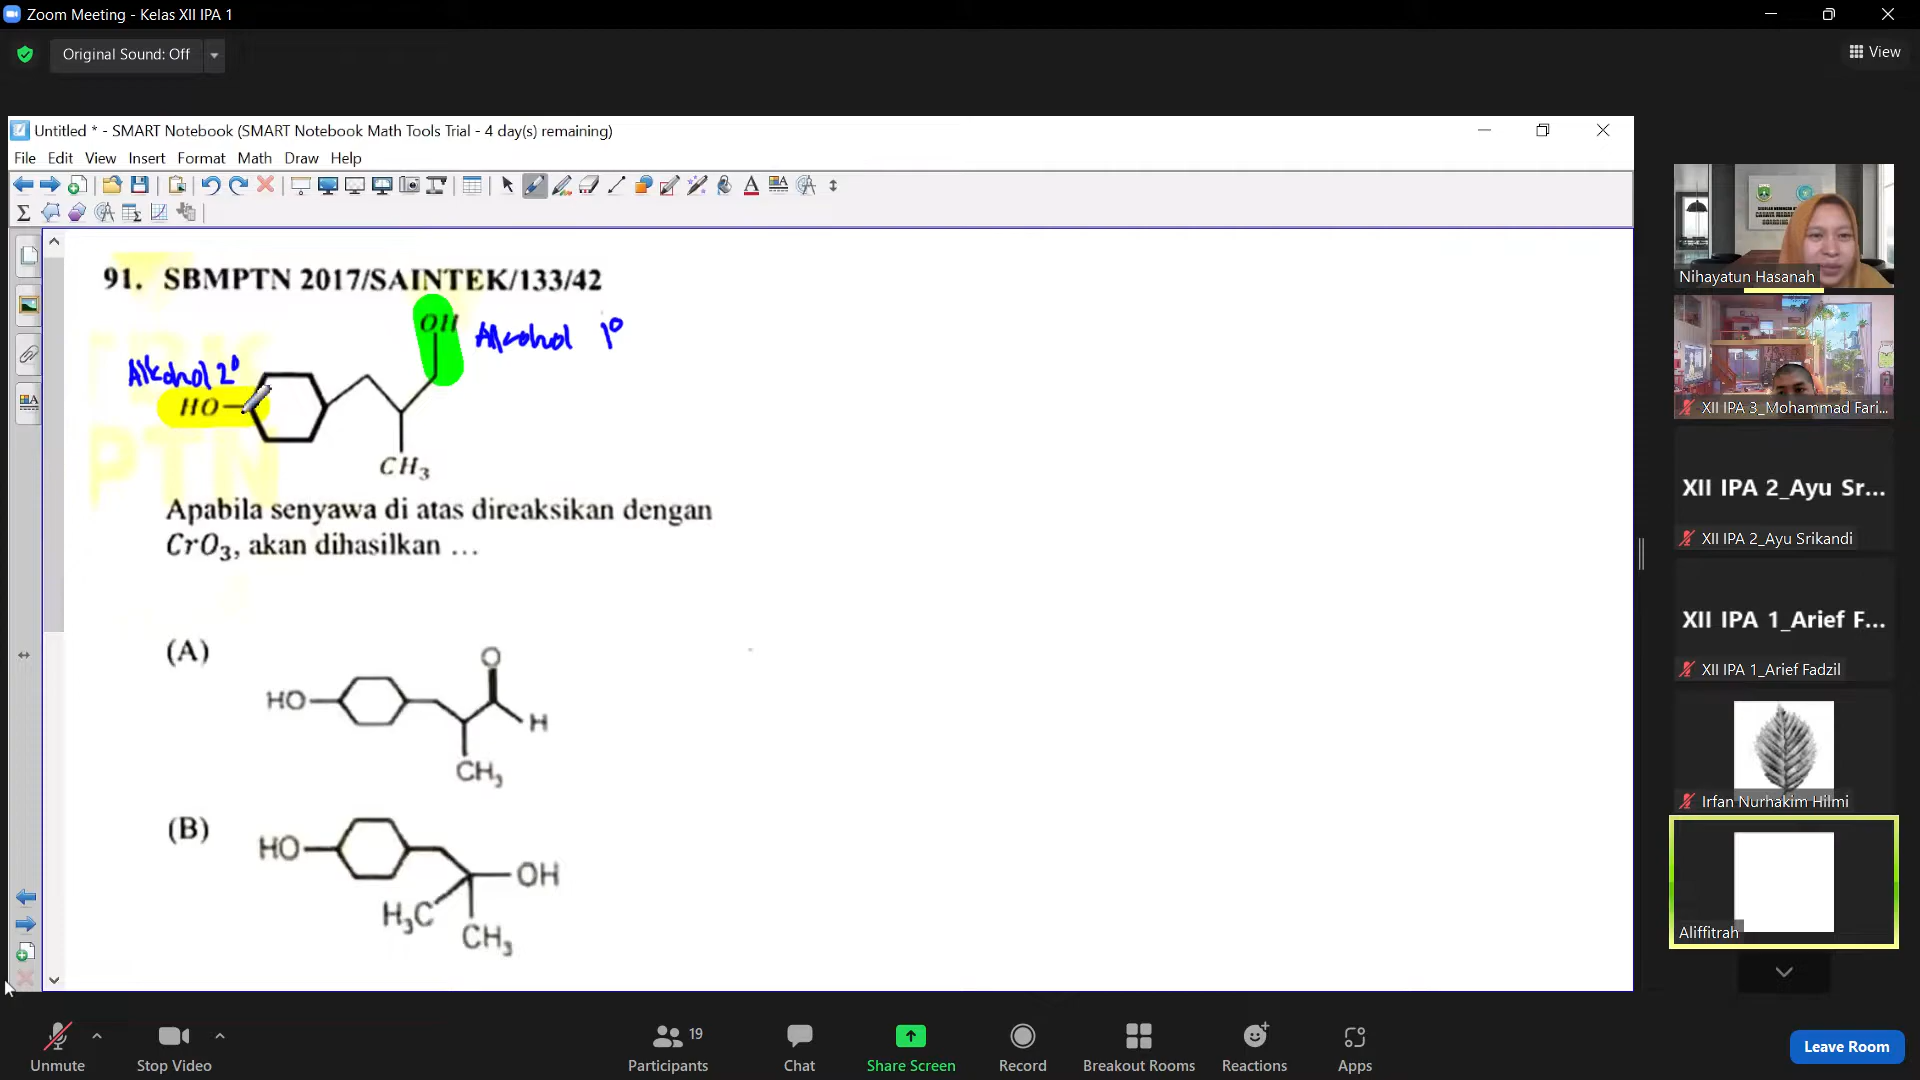 Zoom Meeting - Kelas XII IPA 1
Original Sound: Off
View
Untitled * - SMART Notebook (SMART Notebook Math Tools Trial - 4 day(s) remaining)
File Edit View Insert Format Math Draw Help
91. SBMPTN 2017/SAINTEK/133/42
OH
Alcohol 1°
Alkohol 2°
HO
CH3
Apabila senyawa di atas direaksikan dengan
CrO3, akan dihasilkan ...
(A)
O
HO
H
CH3
(B)
HO
OH
H3C
CH3
Nihayatun Hasanah
XII IPA 3_Mohammad Fari...
XII IPA 2_Ayu Sr...
XII IPA 2_Ayu Srikandi
XII IPA 1_Arief F...
XII IPA 1_Arief Fadzil
Irfan Nurhakim Hilmi
Aliffitrah
Unmute
Stop Video
19
Participants
Chat
Share Screen
Record
Breakout Rooms
Reactions
Apps
Leave Room